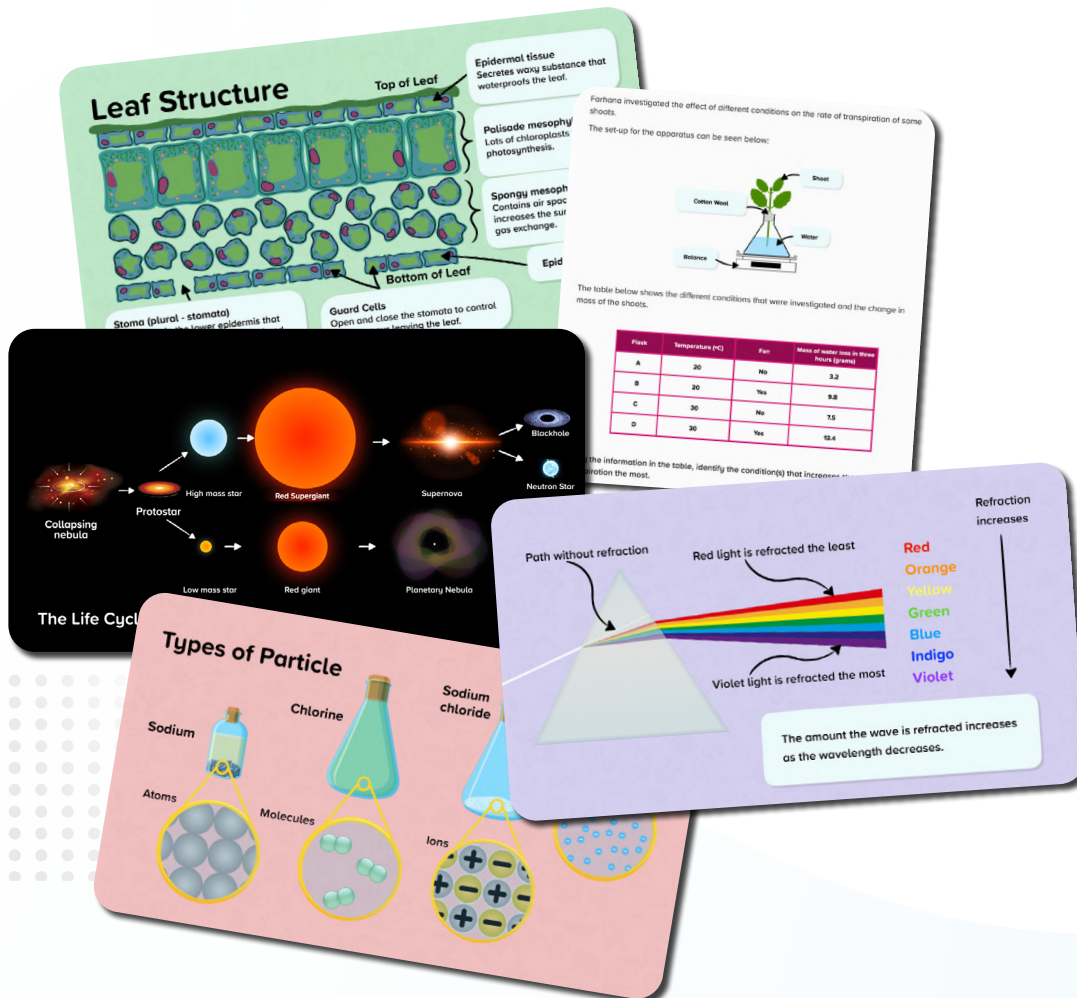 Leaf Structure
Top of Leaf
Epidermal tissue
Secretes waxy substance that
waterproofs the leaf.
Palisade mesophy
Lots of chloroplasts
photosynthesis.
Spongy mesoph
Contains air spac
increases the sur
gas exchange.
Epid
Bottom of Leaf
Stoma (plural - stomata)
lower epidermis that
Guard Cells
Open and close the stomata to control
leaving the leaf.
Farhana investigated the effect of different conditions on the rate of transpiration of some
shoots.
The set-up for the apparatus can be seen below:
Shoot
Cotton Wool
Water
Balance
The table below shows the different conditions that were investigated and the change in
mass of the shoots.
Flask Temperature (°C) Fan Mass of water loss in three
hours (grams)
A 20 No 3.2
B 20 Yes 9.8
C 30 No 7.5
D 30 Yes 13.4
the information in the table, identify the condition(s) that increases
iration the most.
Collapsing
nebula
Protostar
High mass star
Red Supergiant
Supernova
Blackhole
Neutron Star
Low mass star
Red giant
Planetary Nebula
The Life Cycl
Path without refraction
Red light is refracted the least
Violet light is refracted the most
Red
Orange
Yellow
Green
Blue
Indigo
Violet
Refraction
increases
The amount the wave is refracted increases
as the wavelength decreases.
Types of Particle
Sodium
Chlorine
Sodium
chloride
Atoms
Molecules
Ions
+ − + −
+ − + −
+ − +